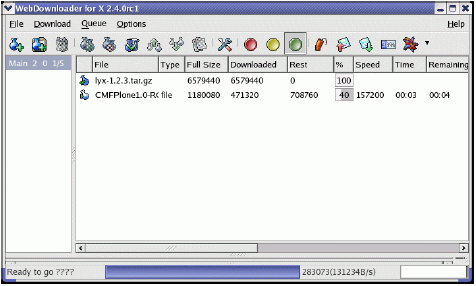 WebDownloader for X 2.4.0rc1
File Download Queue Options Help
Main 2 0 1/5
File Type Full Size Downloaded Rest % Speed Time Remaining
lyx-1.2.3.tar.gz 6579440 6579440 0 100
CMFPlone1.0-RC file 1180080 471320 708760 40 157200 00:03 00:04
Ready to go ???? 283073(131234B/s)